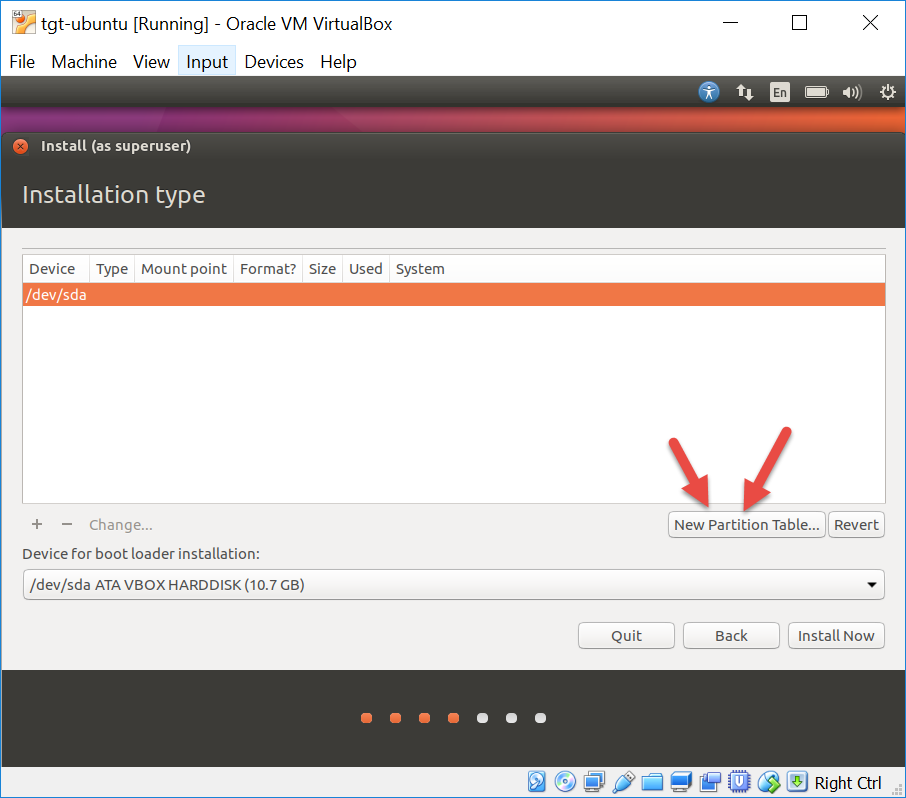 64
tgt-ubuntu [Running] - Oracle VM VirtualBox
File Machine View Input Devices Help
En
Install (as superuser)
Installation type
Device Type Mount point Format? Size Used System
/dev/sda
+ − Change... New Partition Table... Revert
Device for boot loader installation:
/dev/sda ATA VBOX HARDDISK (10.7 GB)
Quit Back Install Now
Right Ctrl